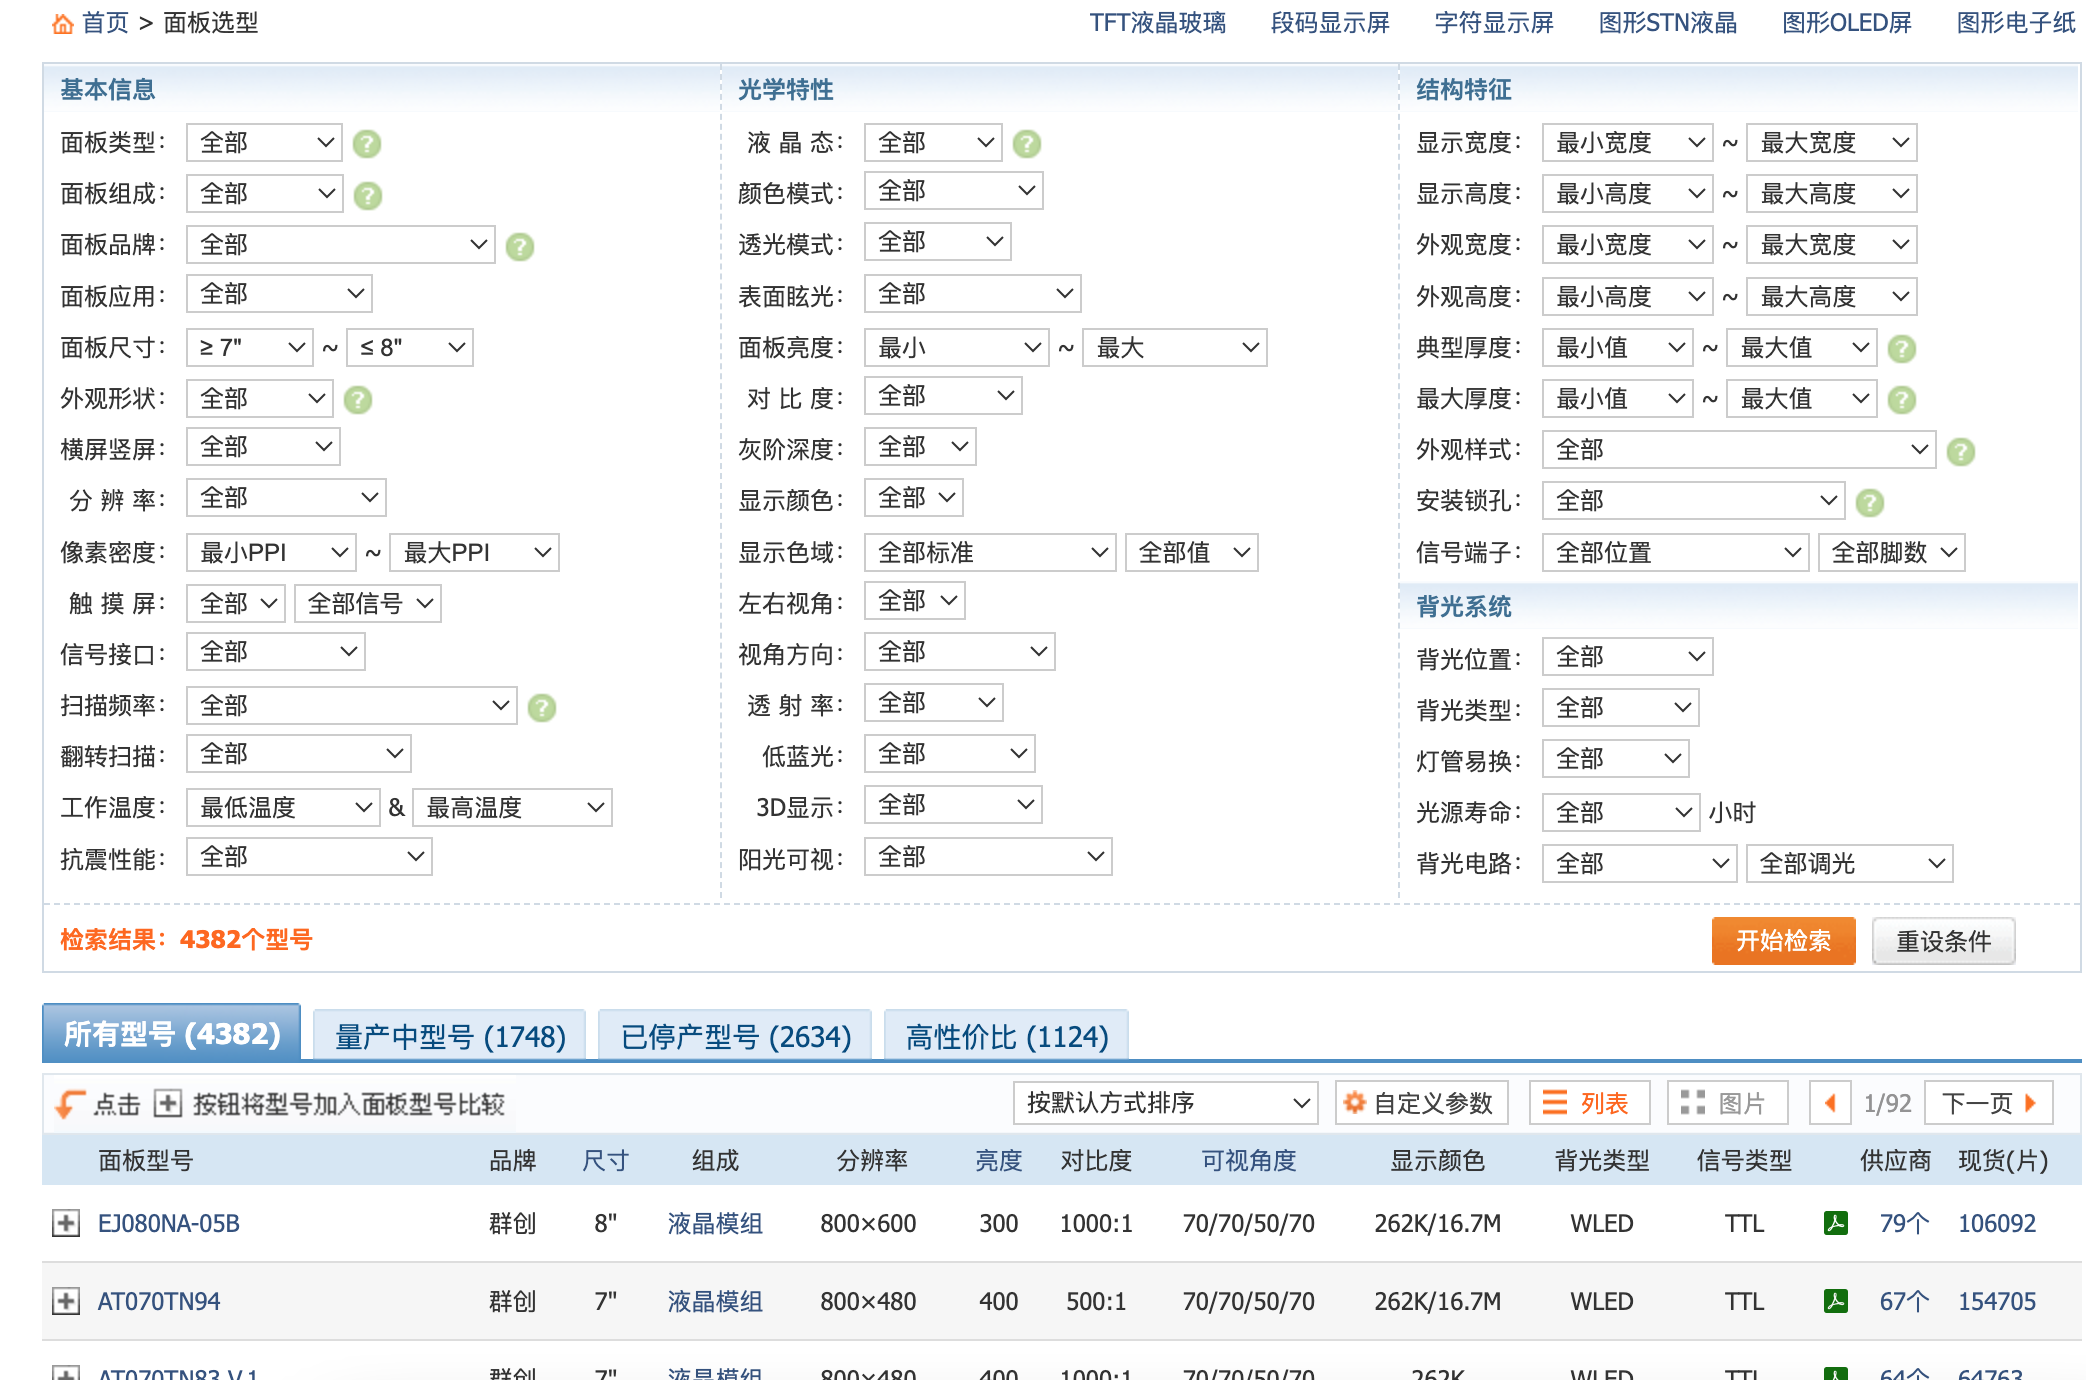 首页 > 面板选型
TFT液晶玻璃 段码显示屏 字符显示屏 图形STN液晶 图形OLED屏 图形电子纸
基本信息
面板类型： 全部 ?
面板组成： 全部 ?
面板品牌： 全部 ?
面板应用： 全部
面板尺寸： ≥ 7" ~ ≤ 8"
外观形状： 全部 ?
横屏竖屏： 全部
分 辨 率： 全部
像素密度： 最小PPI ~ 最大PPI
触 摸 屏： 全部 全部信号
信号接口： 全部
扫描频率： 全部 ?
翻转扫描： 全部
工作温度： 最低温度 & 最高温度
抗震性能： 全部
光学特性
液 晶 态： 全部 ?
颜色模式： 全部
透光模式： 全部
表面眩光： 全部
面板亮度： 最小 ~ 最大
对 比 度： 全部
灰阶深度： 全部
显示颜色： 全部
显示色域： 全部标准 全部值
左右视角： 全部
视角方向： 全部
透 射 率： 全部
低蓝光： 全部
3D显示： 全部
阳光可视： 全部
结构特征
显示宽度： 最小宽度 ~ 最大宽度
显示高度： 最小高度 ~ 最大高度
外观宽度： 最小宽度 ~ 最大宽度
外观高度： 最小高度 ~ 最大高度
典型厚度： 最小值 ~ 最大值 ?
最大厚度： 最小值 ~ 最大值 ?
外观样式： 全部 ?
安装锁孔： 全部 ?
信号端子： 全部位置 全部脚数
背光系统
背光位置： 全部
背光类型： 全部
灯管易换： 全部
光源寿命： 全部 小时
背光电路： 全部 全部调光
检索结果：4382个型号
开始检索 重设条件
所有型号 (4382) 量产中型号 (1748) 已停产型号 (2634) 高性价比 (1124)
点击 + 按钮将型号加入面板型号比较 按默认方式排序 自定义参数 列表 图片 1/92 下一页
面板型号 品牌 尺寸 组成 分辨率 亮度 对比度 可视角度 显示颜色 背光类型 信号类型 供应商 现货(片)
EJ080NA-05B 群创 8" 液晶模组 800×600 300 1000:1 70/70/50/70 262K/16.7M WLED TTL 79个 106092
AT070TN94 群创 7" 液晶模组 800×480 400 500:1 70/70/50/70 262K/16.7M WLED TTL 67个 154705
AT070TN83 V.1 群创 7" 液晶模组 800×480 400 1000:1 70/70/50/70 262K WLED TTL 64个 64763